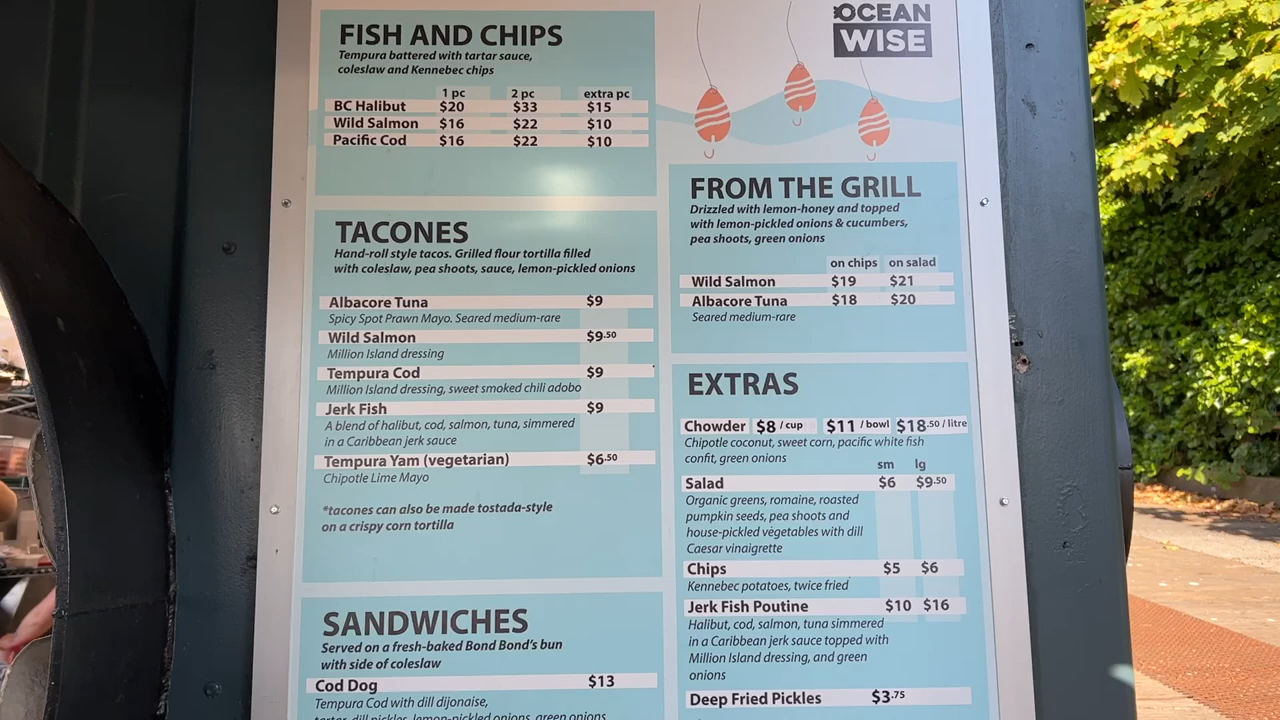 FISH AND CHIPS
Tempura battered with tartar sauce,
coleslaw and Kennebec chips
1 pc 2 pc extra pc
BC Halibut $20 $33 $15
Wild Salmon $16 $22 $10
Pacific Cod $16 $22 $10
TACONES
Hand-roll style tacos. Grilled flour tortilla filled
with coleslaw, pea shoots, sauce, lemon-pickled onions
Albacore Tuna $9
Spicy Spot Prawn Mayo. Seared medium-rare
Wild Salmon $9.50
Million Island dressing
Tempura Cod $9
Million Island dressing, sweet smoked chili adobo
Jerk Fish $9
A blend of halibut, cod, salmon, tuna, simmered
in a Caribbean jerk sauce
Tempura Yam (vegetarian) $6.50
Chipotle Lime Mayo
*tacones can also be made tostada-style
on a crispy corn tortilla
SANDWICHES
Served on a fresh-baked Bond Bond's bun
with side of coleslaw
Cod Dog $13
Tempura Cod with dill dijonaise,
tartar, dill pickles, lemon-pickled onions, green onions
OCEAN
WISE
FROM THE GRILL
Drizzled with lemon-honey and topped
with lemon-pickled onions & cucumbers,
pea shoots, green onions
on chips on salad
Wild Salmon $19 $21
Albacore Tuna $18 $20
Seared medium-rare
EXTRAS
Chowder $8 / cup $11 / bowl $18.50 / litre
Chipotle coconut, sweet corn, pacific white fish
confit, green onions
sm lg
Salad $6 $9.50
Organic greens, romaine, roasted
pumpkin seeds, pea shoots and
house-pickled vegetables with dill
Caesar vinaigrette
Chips $5 $6
Kennebec potatoes, twice fried
Jerk Fish Poutine $10 $16
Halibut, cod, salmon, tuna simmered
in a Caribbean jerk sauce topped with
Million Island dressing, and green
onions
Deep Fried Pickles $3.75